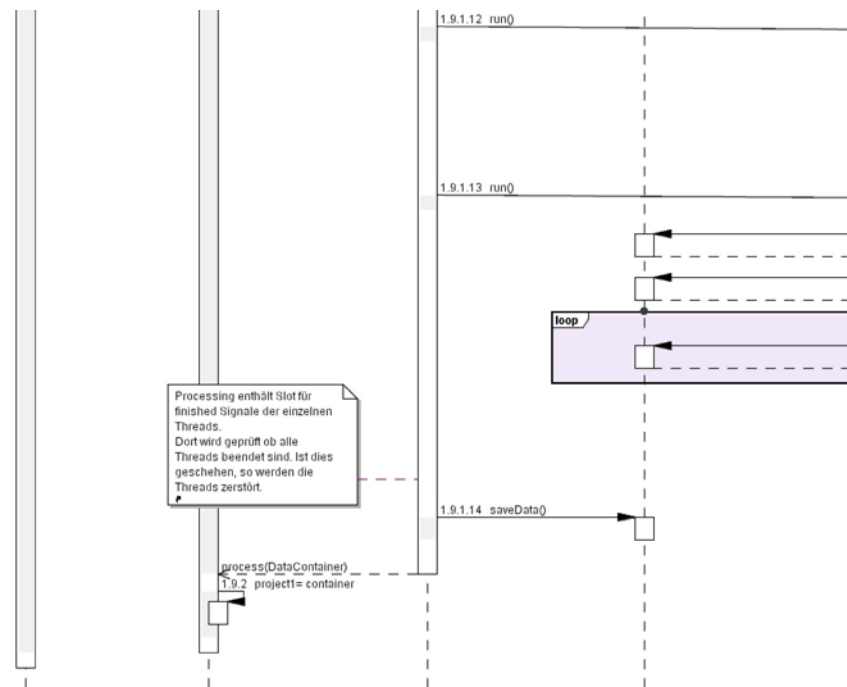 1.9.1.12 run()
1.9.1.13 run()
loop
Processing enthält Slot für
finished Signale der einzelnen
Threads.
Dort wird geprüft ob alle
Threads beendet sind. Ist dies
geschehen, so werden die
Threads zerstört.
1.9.1.14 saveData()
process(DataContainer)
1.9.2 project1= container